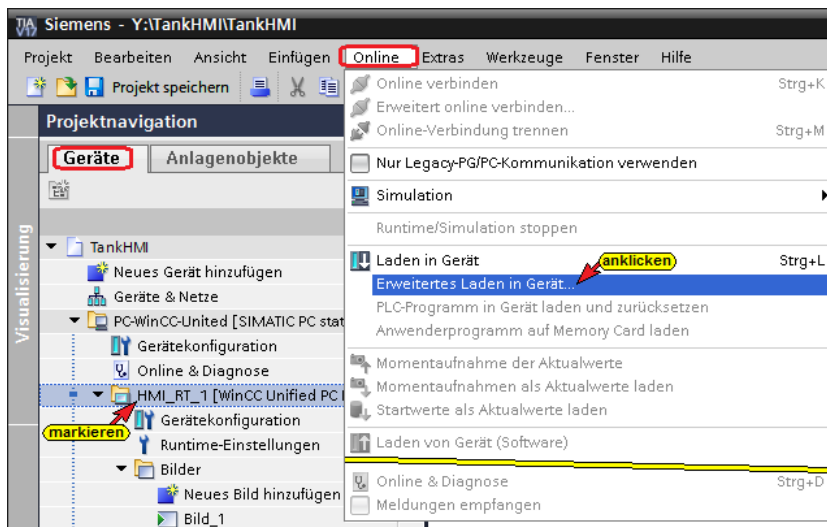 Siemens - Y:\TankHMI\TankHMI
Projekt Bearbeiten Ansicht Einfügen Online Extras Werkzeuge Fenster Hilfe
Projekt speichern
Projektnavigation
Geräte Anlagenobjekte
Visualisierung
TankHMI
Neues Gerät hinzufügen
Geräte & Netze
PC-WinCC-United [SIMATIC PC stat
Gerätekonfiguration
Online & Diagnose
HMI_RT_1 [WinCC Unified PC
markieren
Gerätekonfiguration
Runtime-Einstellungen
Bilder
Neues Bild hinzufügen
Bild_1
Online verbinden Strg+K
Erweitert online verbinden...
Online-Verbindung trennen Strg+M
Nur Legacy-PG/PC-Kommunikation verwenden
Simulation
Runtime/Simulation stoppen
Laden in Gerät Strg+L
anklicken
Erweitertes Laden in Gerät...
PLC-Programm in Gerät laden und zurücksetzen
Anwenderprogramm auf Memory Card laden
Momentaufnahme der Aktualwerte
Momentaufnahmen als Aktualwerte laden
Startwerte als Aktualwerte laden
Laden von Gerät (Software)
Online & Diagnose Strg+D
Meldungen empfangen